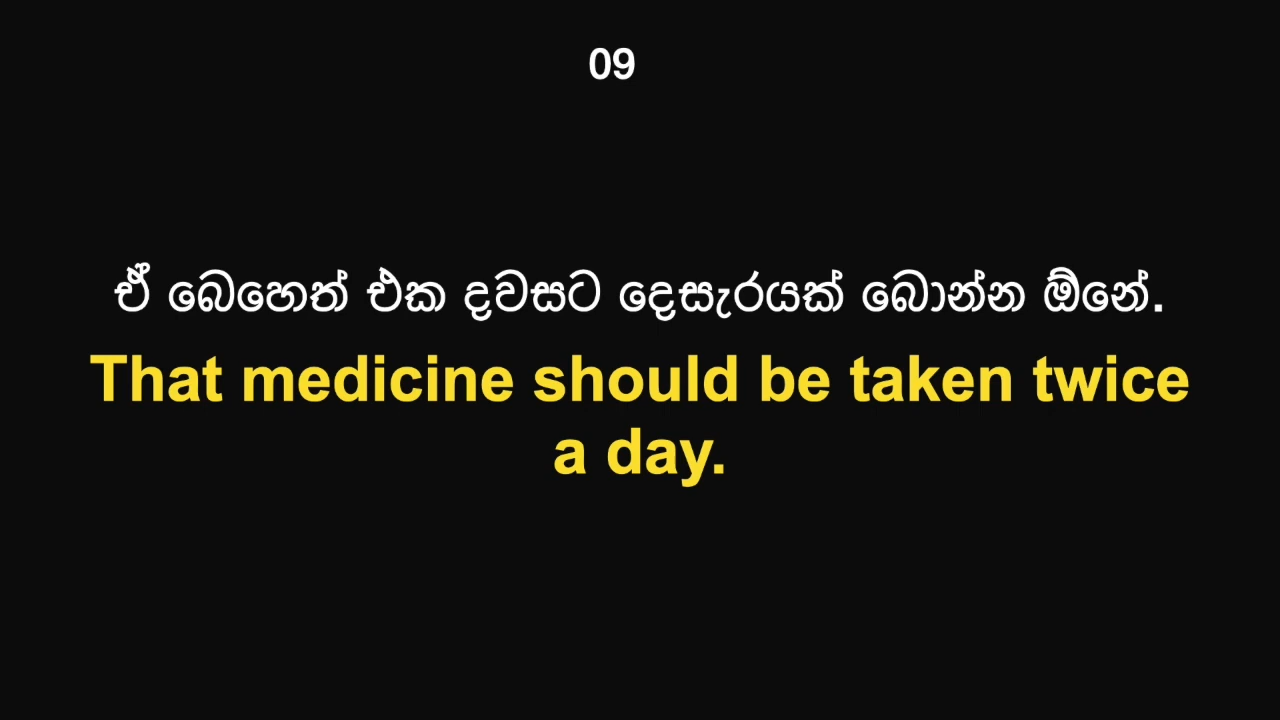 09
ඒ බෙහෙත් එක දවසට දෙසැරයක් බොන්න ඕනේ.
That medicine should be taken twice
a day.